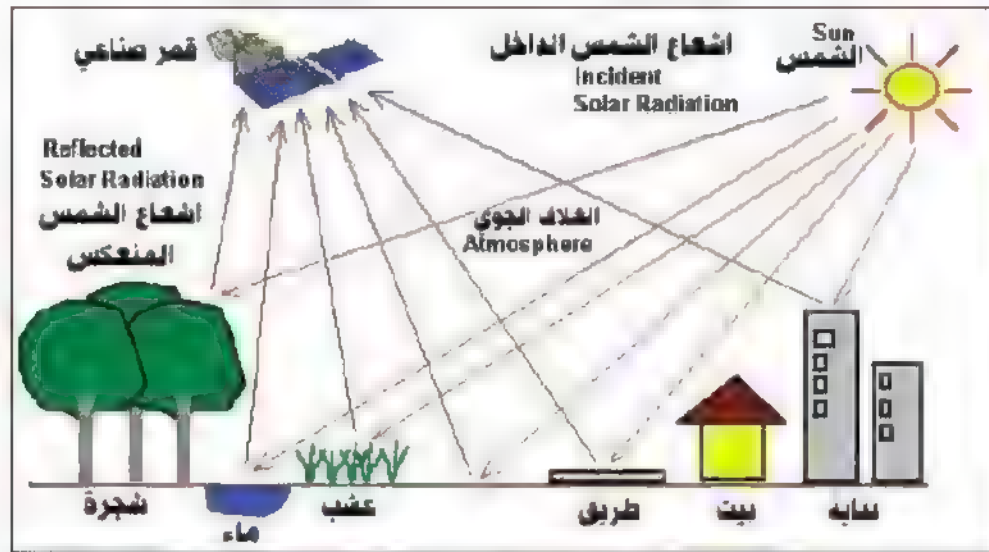 قمر صناعي
اشعاع الشمس الداخل
Incident
Solar Radiation
Sun
الشمس
Reflected
Solar Radiation
اشعاع الشمس
المنعكس
الغلاف الجوي
Atmosphere
شجرة
ماء
عشب
طريق
بيت
بناية